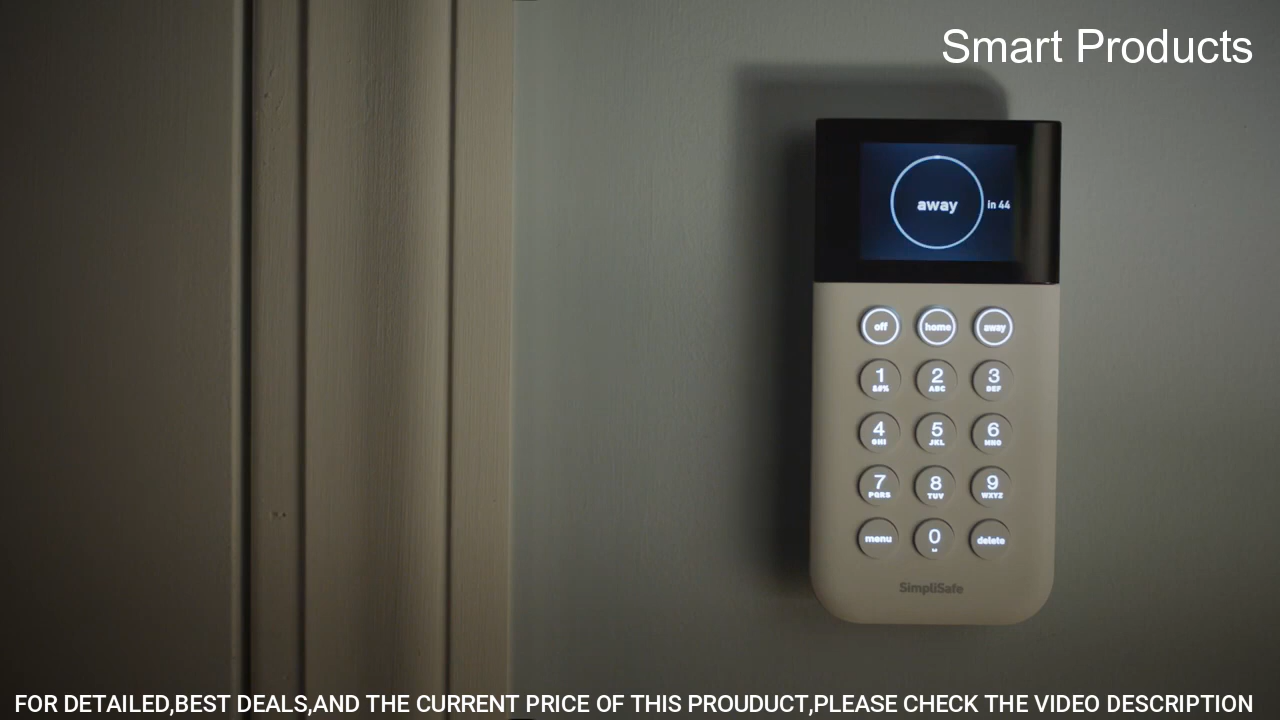 Smart Products
away in 44
off home away
1 2 3
ABC DEF
4 5 6
GHI JKL MNO
7 8 9
PQRS TUV WXYZ
menu 0 delete
SimpliSafe
FOR DETAILED,BEST DEALS,AND THE CURRENT PRICE OF THIS PROUDUCT,PLEASE CHECK THE VIDEO DESCRIPTION